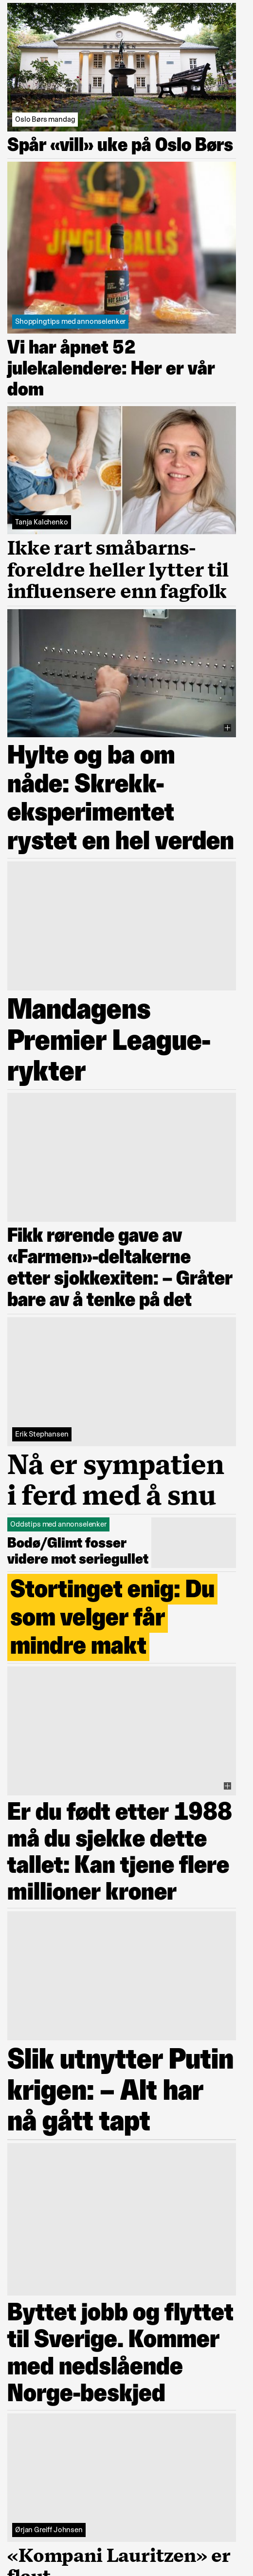 Oslo Børs mandag
Spår «vill» uke på Oslo Børs
JINGLE BALLS
HOT SAUCE
Shoppingtips med annonselenker
Vi har åpnet 52
julekalendere: Her er vår
dom
Tanja Kalchenko
Ikke rart småbarns-
foreldre heller lytter til
influensere enn fagfolk
Hylte og ba om
nåde: Skrekk-
eksperimentet
rystet en hel verden
Mandagens
Premier League-
rykter
Fikk rørende gave av
«Farmen»-deltakerne
etter sjokkexiten: – Gråter
bare av å tenke på det
Erik Stephansen
Nå er sympatien
i ferd med å snu
Oddstips med annonselenker
Bodø/Glimt fosser
videre mot seriegullet
Stortinget enig: Du
som velger får
mindre makt
Er du født etter 1988
må du sjekke dette
tallet: Kan tjene flere
millioner kroner
Slik utnytter Putin
krigen: – Alt har
nå gått tapt
Byttet jobb og flyttet
til Sverige. Kommer
med nedslående
Norge-beskjed
Ørjan Greiff Johnsen
«Kompani Lauritzen» er